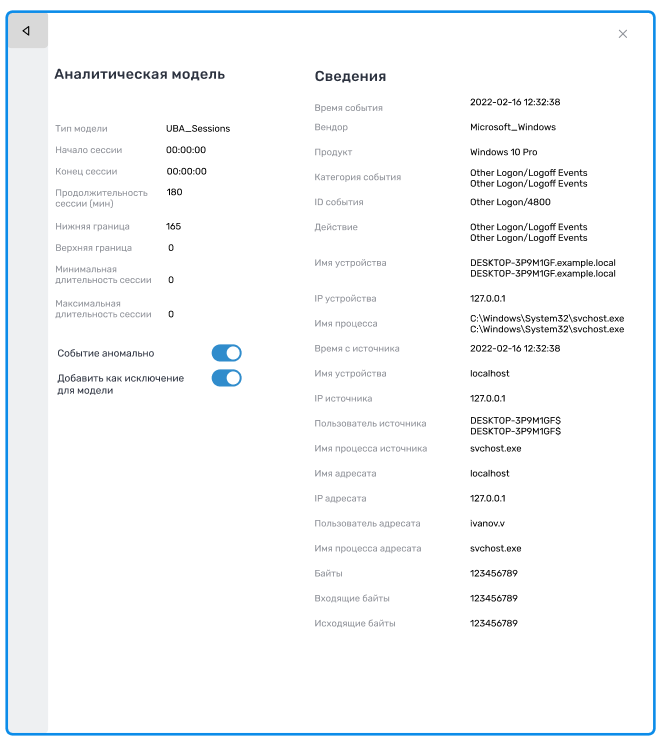 Аналитическая модель
Тип модели UBA_Sessions
Начало сессии 00:00:00
Конец сессии 00:00:00
Продолжительность 180
сессии (мин)
Нижняя граница 165
Верхняя граница 0
Минимальная
длительность сессии 0
Максимальная
длительность сессии 0
Событие аномально
Добавить как исключение
для модели
Сведения
Время события 2022-02-16 12:32:38
Вендор Microsoft_Windows
Продукт Windows 10 Pro
Категория события Other Logon/Logoff Events
Other Logon/Logoff Events
ID события Other Logon/4800
Действие Other Logon/Logoff Events
Other Logon/Logoff Events
Имя устройства DESKTOP-3P9M1GF.example.local
DESKTOP-3P9M1GF.example.local
IP устройства 127.0.0.1
Имя процесса C:\Windows\System32\svchost.exe
C:\Windows\System32\svchost.exe
Время с источника 2022-02-16 12:32:38
Имя устройства localhost
IP источника 127.0.0.1
Пользователь источника DESKTOP-3P9M1GF$
DESKTOP-3P9M1GF$
Имя процесса источника svchost.exe
Имя адресата localhost
IP адресата 127.0.0.1
Пользователь адресата ivanov.v
Имя процесса адресата svchost.exe
Байты 123456789
Входящие байты 123456789
Исходящие байты 123456789